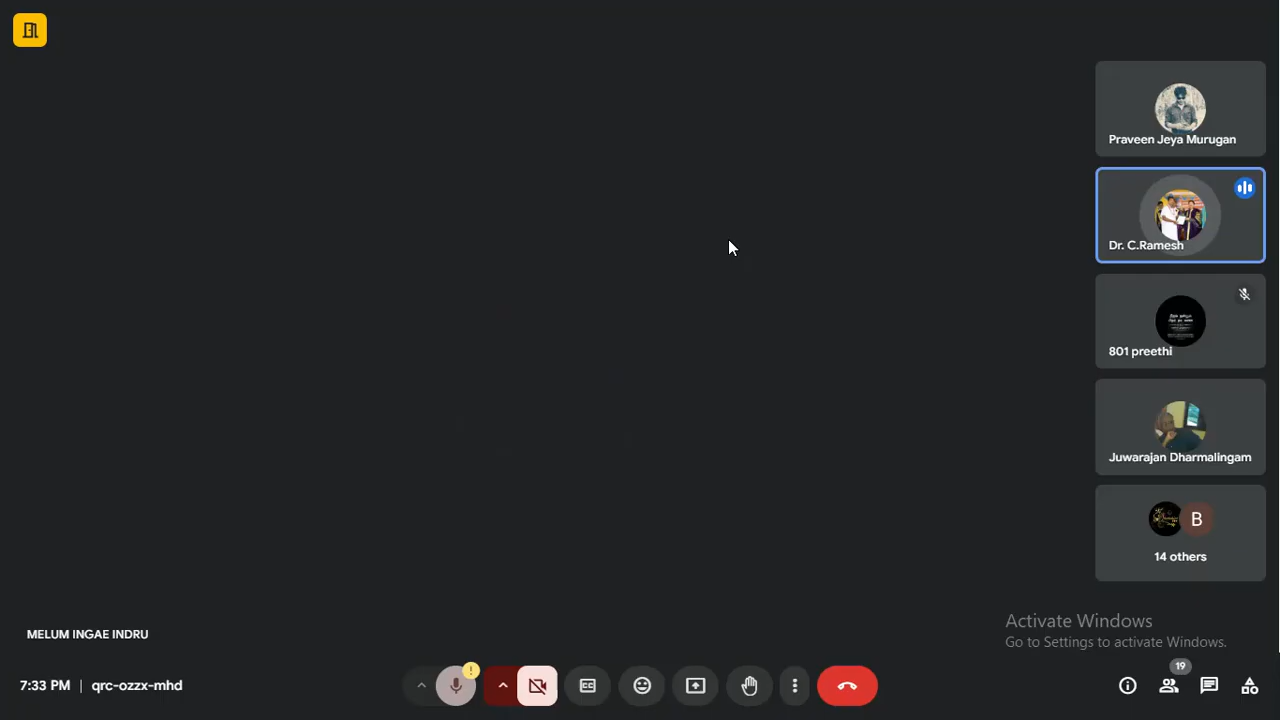 Praveen Jeya Murugan
Dr. C.Ramesh
801 preethi
Juwarajan Dharmalingam
B
14 others
MELUM INGAE INDRU
Activate Windows
Go to Settings to activate Windows.
7:33 PM | qrc-ozzx-mhd
!
CC
19